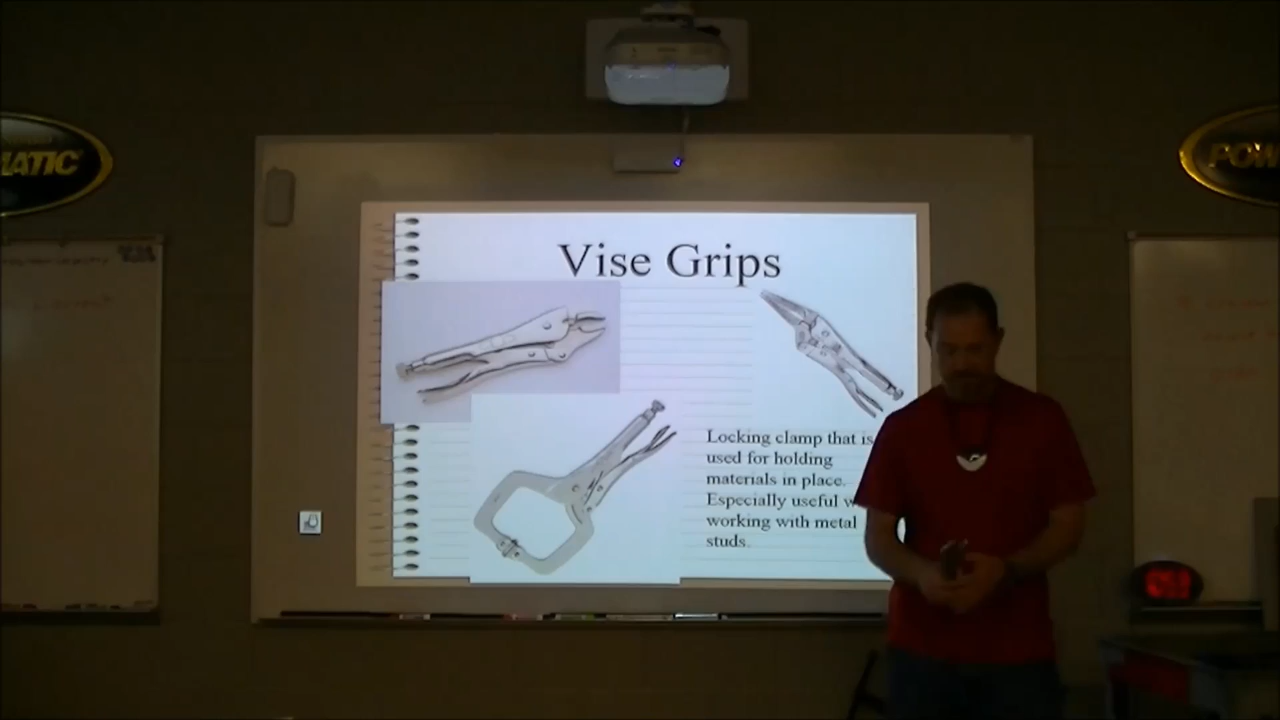 MATIC
POW
Vise Grips
Locking clamp that is
used for holding
materials in place.
Especially useful w
working with metal
studs.